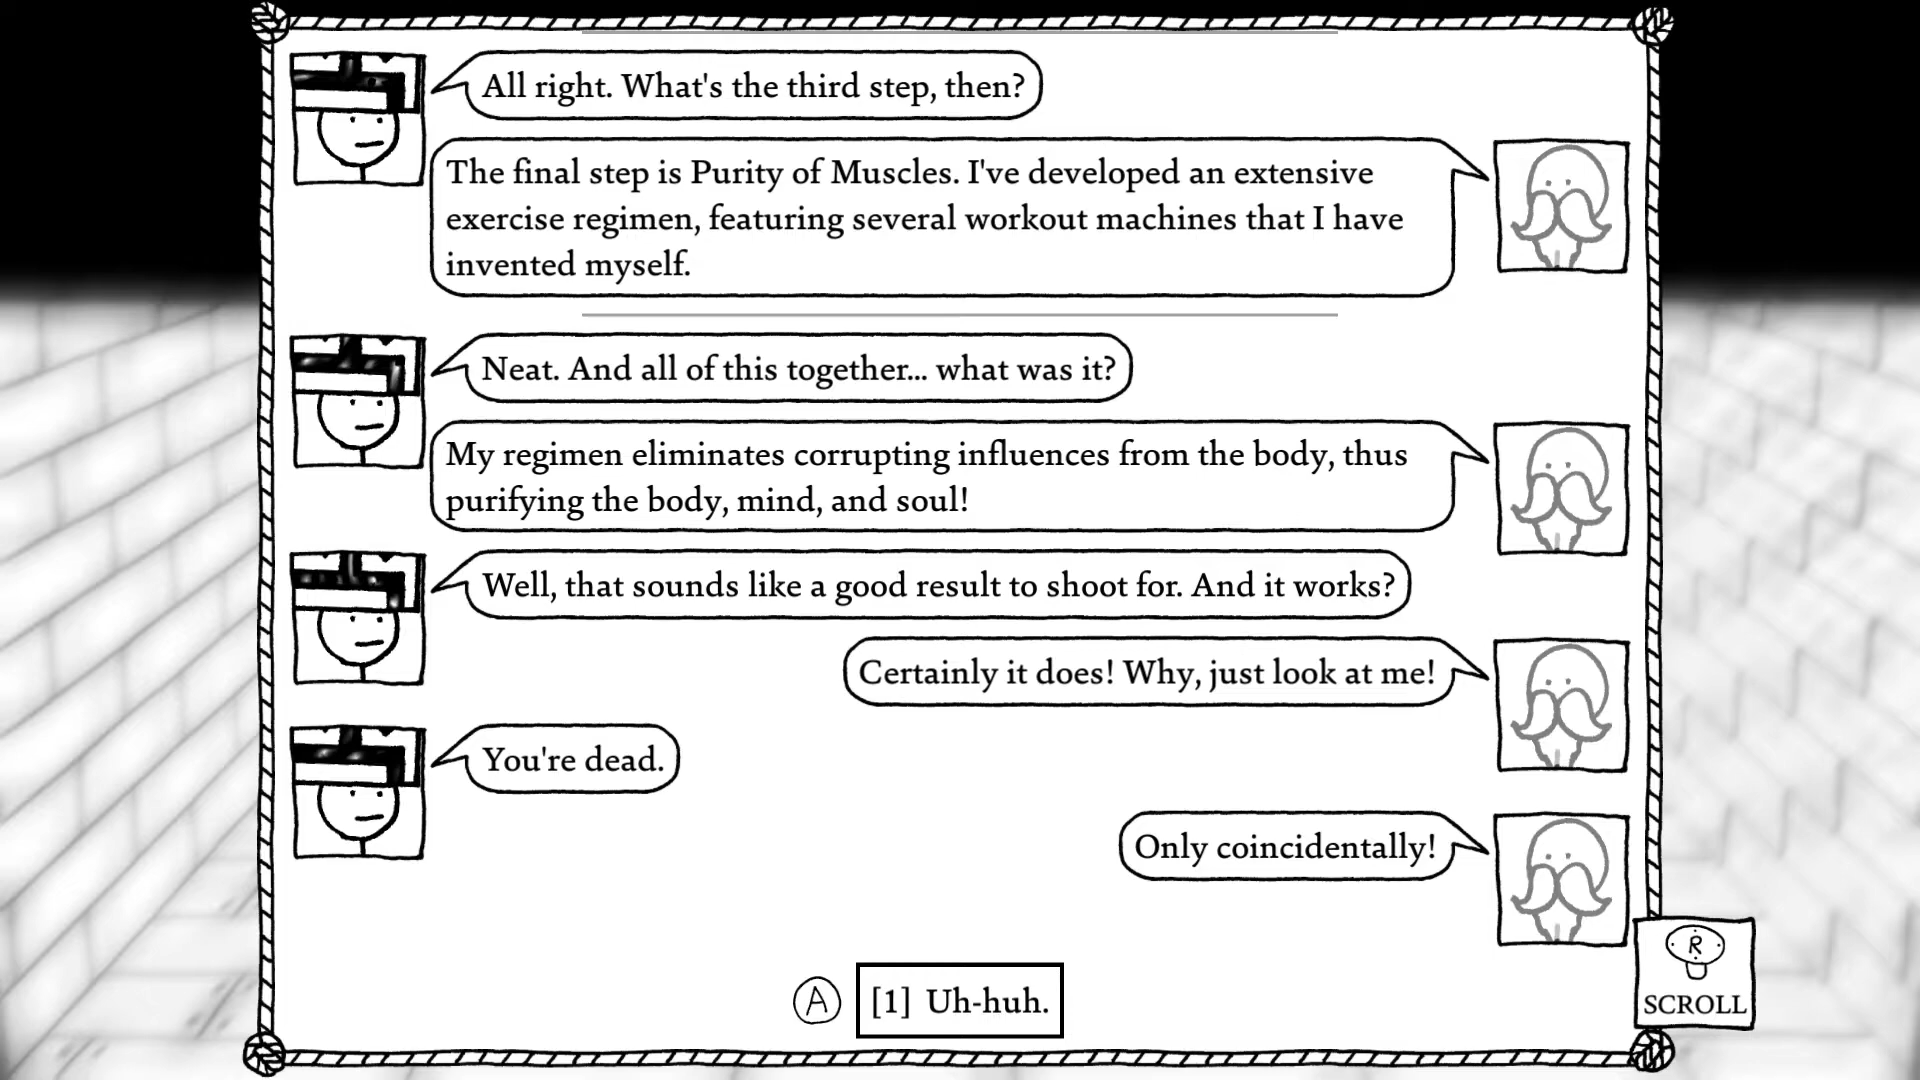 All right. What's the third step, then?
The final step is Purity of Muscles. I've developed an extensive
exercise regimen, featuring several workout machines that I have
invented myself.
Neat. And all of this together... what was it?
My regimen eliminates corrupting influences from the body, thus
purifying the body, mind, and soul!
Well, that sounds like a good result to shoot for. And it works?
Certainly it does! Why, just look at me!
You're dead.
Only coincidentally!
A [1] Uh-huh.
R
SCROLL